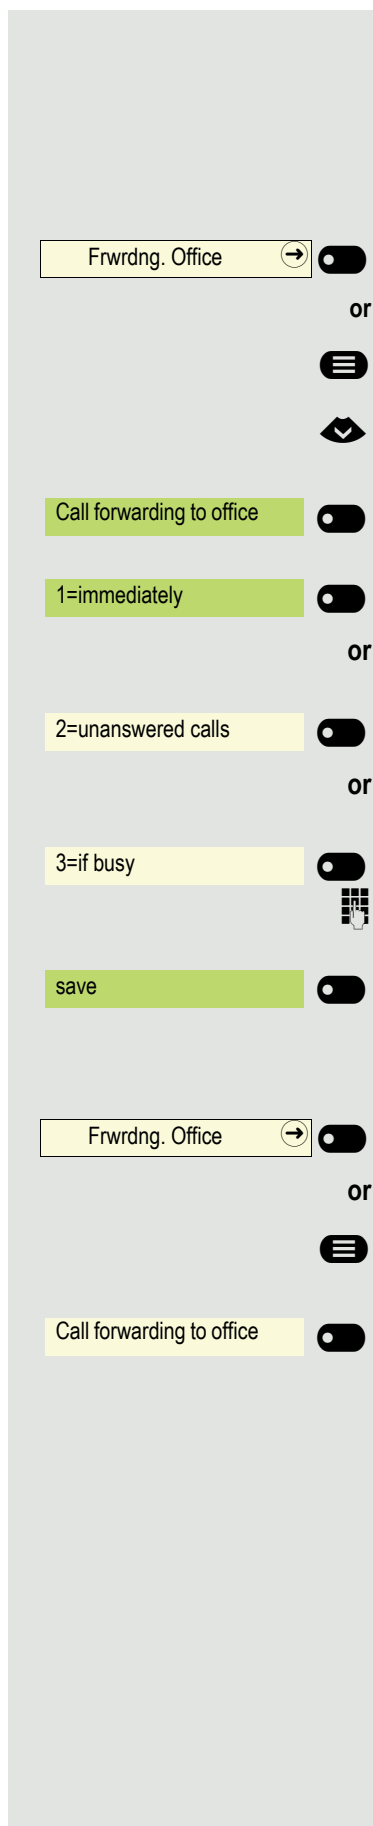 Frwrdng. Office
or
Call forwarding to office
1=immediately
or
2=unanswered calls
or
3=if busy
save
Frwrdng. Office
or
Call forwarding to office